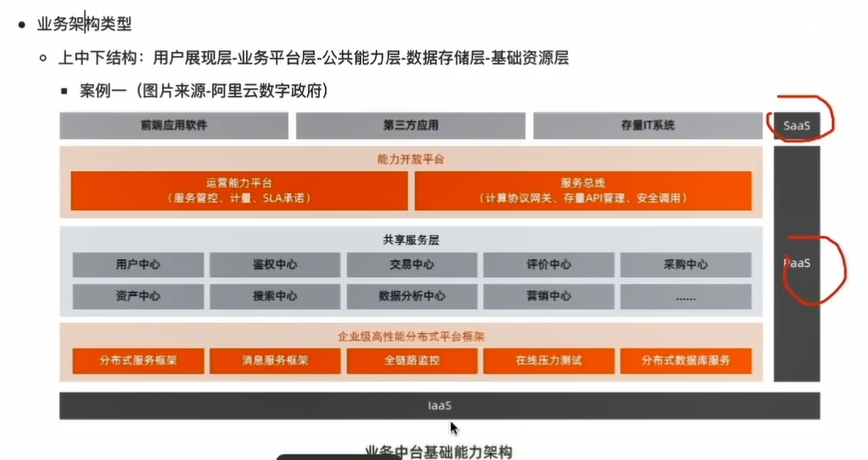 业务架构类型
上中下结构：用户展现层-业务平台层-公共能力层-数据存储层-基础资源层
案例一（图片来源-阿里云数字政府）
前端应用软件 第三方应用 存量IT系统 SaaS
能力开放平台
运营能力平台 服务总线
（服务管控、计量、SLA承诺） （计算协议网关、存量API管理、安全调用）
共享服务层
用户中心 鉴权中心 交易中心 评价中心 采购中心 PaaS
资产中心 搜索中心 数据分析中心 营销中心 ......
企业级高性能分布式平台框架
分布式服务框架 消息服务框架 全链路监控 在线压力测试 分布式数据库服务
IaaS
业务中台基础能力架构